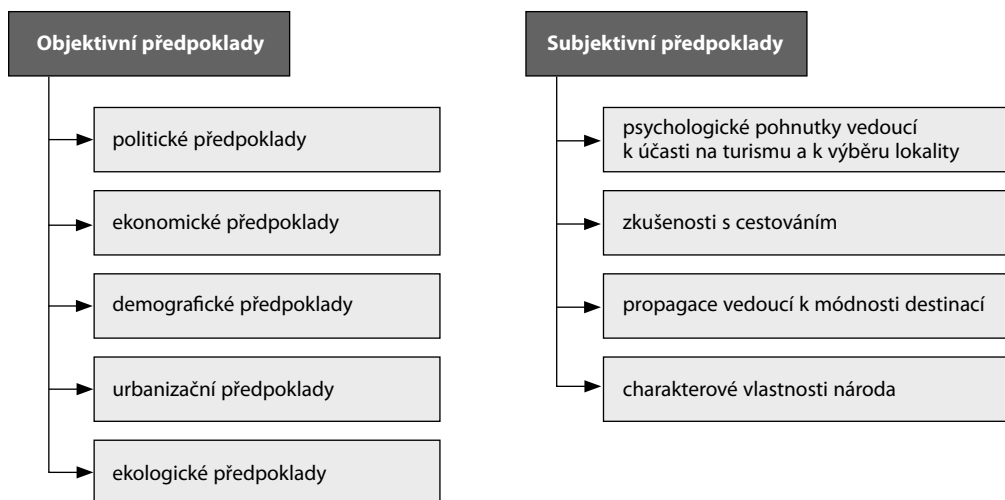 Objektivní předpoklady
politické předpoklady
ekonomické předpoklady
demografické předpoklady
urbanizační předpoklady
ekologické předpoklady
Subjektivní předpoklady
psychologické pohnutky vedoucí
k účasti na turismu a k výběru lokality
zkušenosti s cestováním
propagace vedoucí k módnosti destinací
charakterové vlastnosti národa